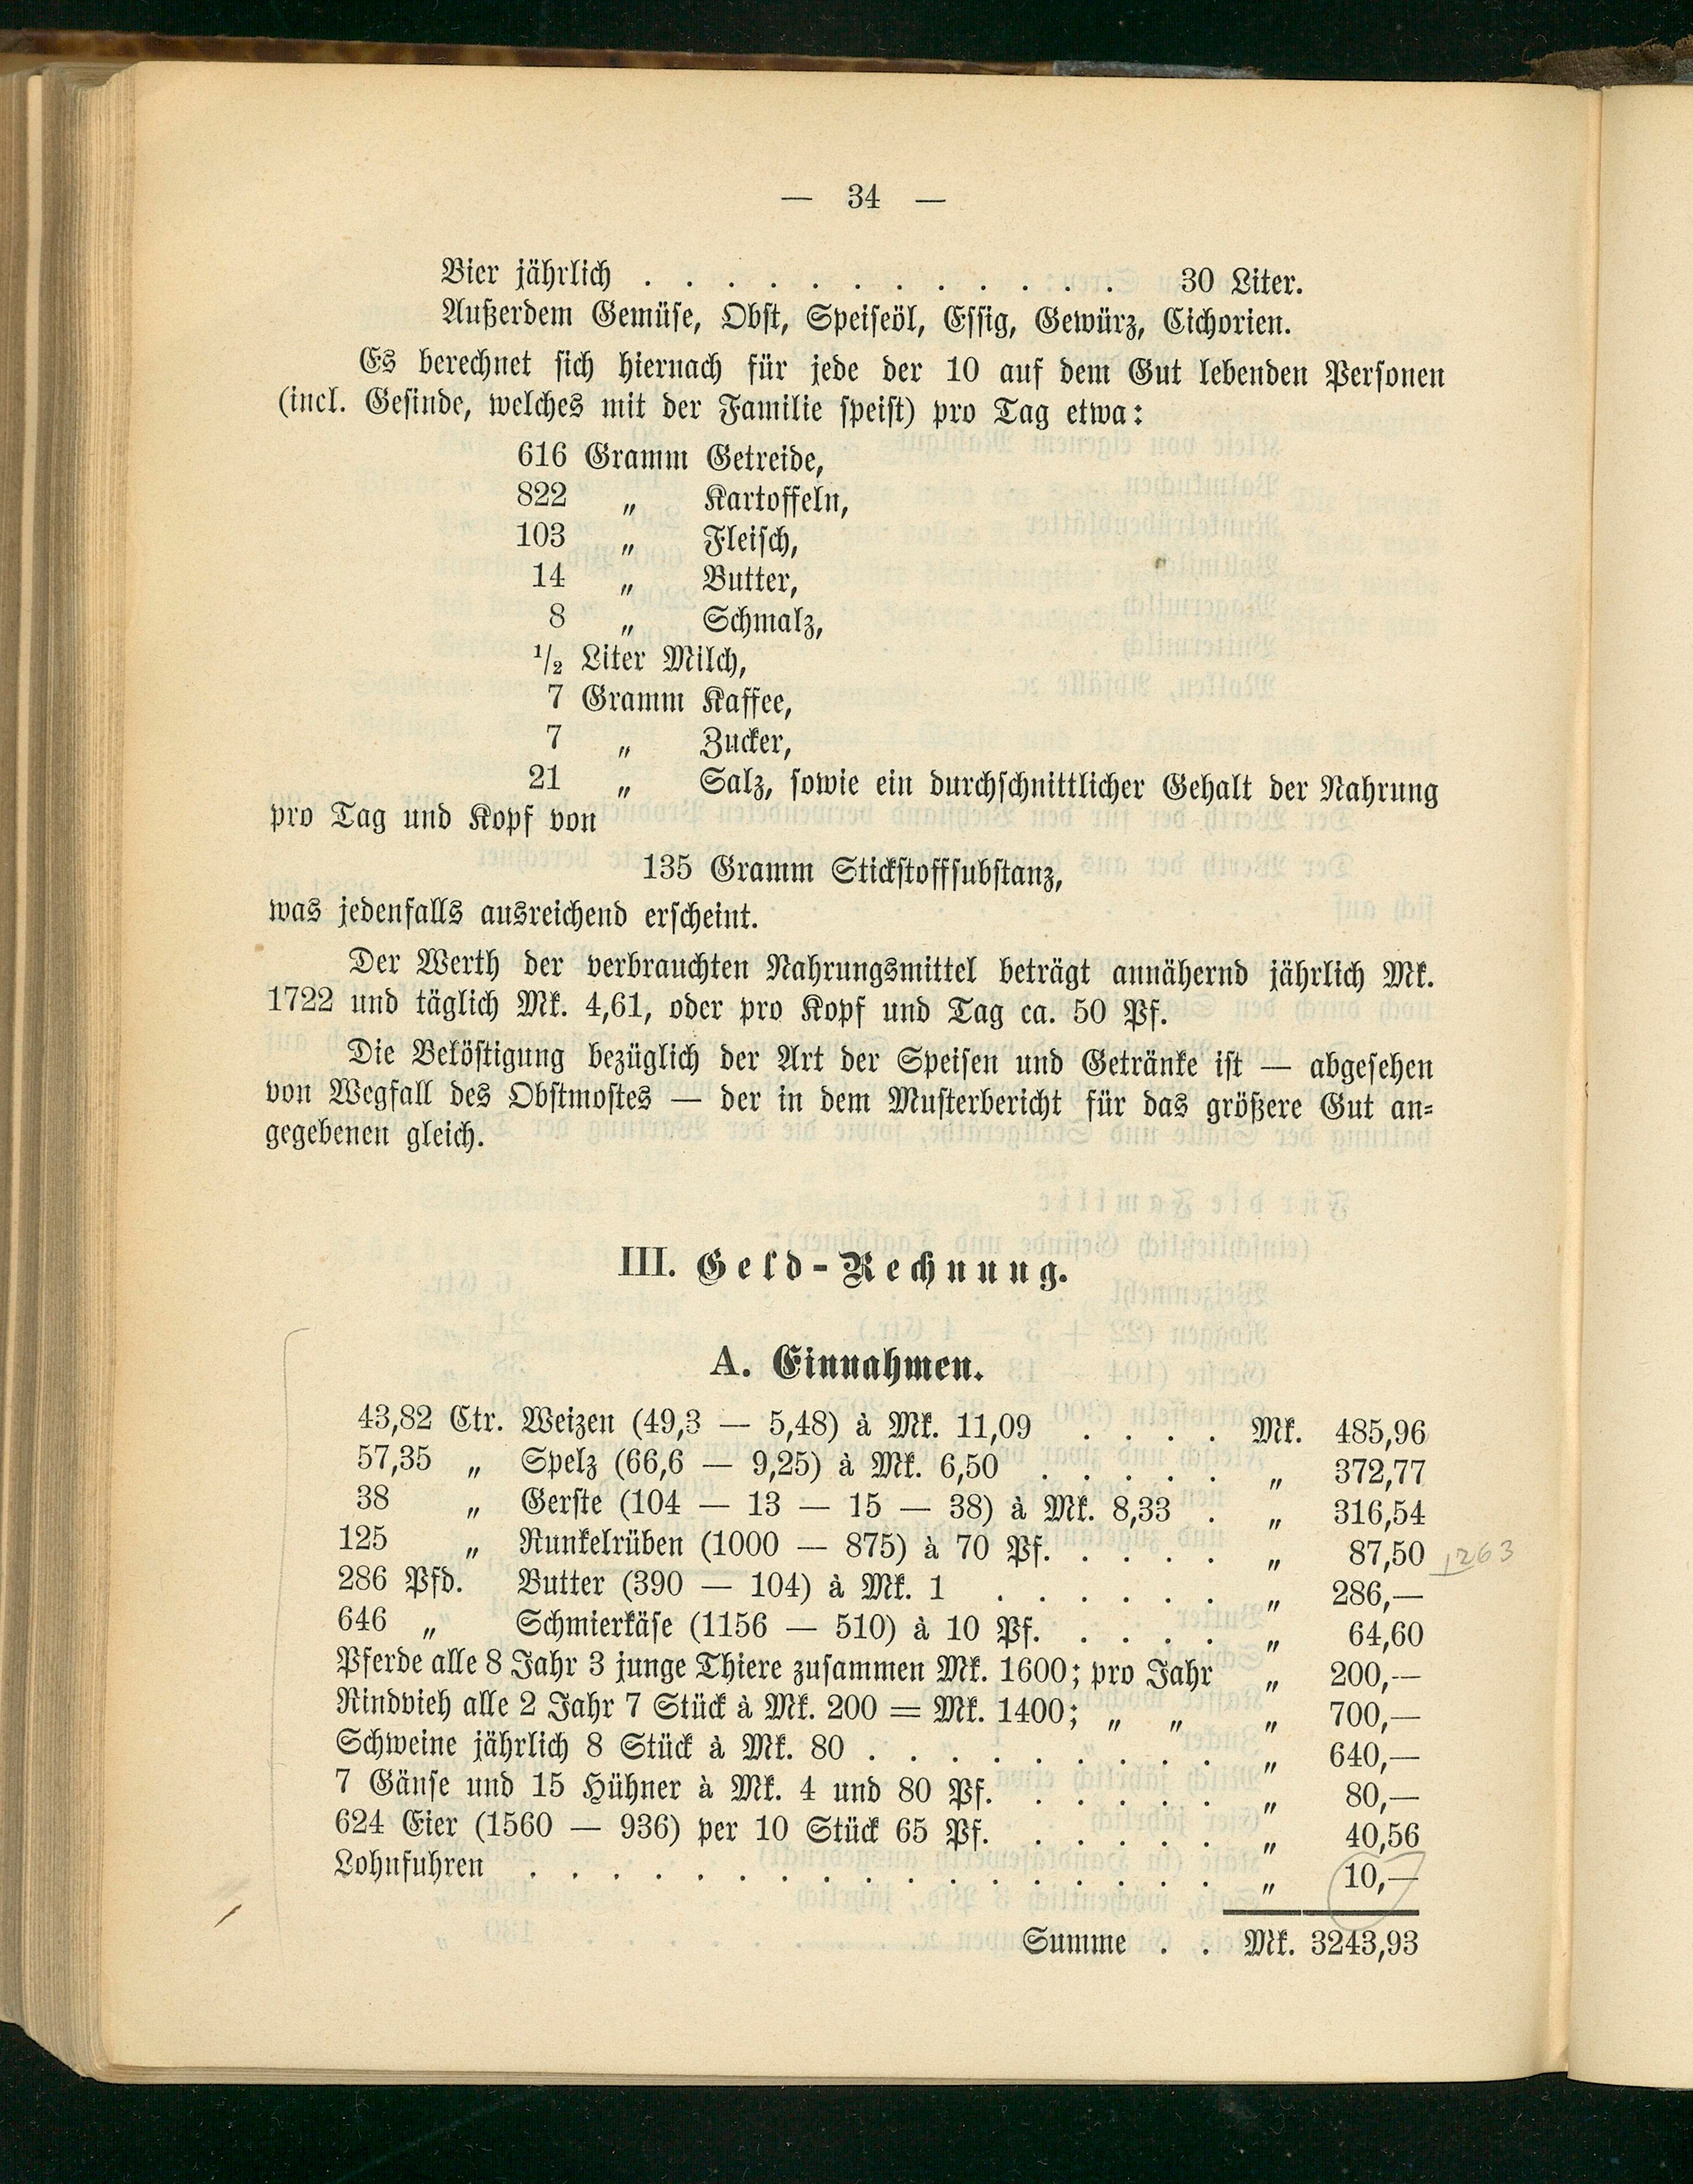 — 34 —
Bier jährlich . . . . . . . . . . . . 30 Liter.
Außerdem Gemüse, Obst, Speiseöl, Essig, Gewürz, Cichorien.
Es berechnet sich hiernach für jede der 10 auf dem Gut lebenden Personen
(incl. Gesinde, welches mit der Familie speist) pro Tag etwa:
616 Gramm Getreide,
822 „ Kartoffeln,
103 „ Fleisch,
14 „ Butter,
8 „ Schmalz,
1/2 Liter Milch,
7 Gramm Kaffee,
7 „ Zucker,
21 „ Salz, sowie ein durchschnittlicher Gehalt der Nahrung
pro Tag und Kopf von
135 Gramm Stickstoffsubstanz,
was jedenfalls ausreichend erscheint.
Der Werth der verbrauchten Nahrungsmittel beträgt annähernd jährlich Mk.
1722 und täglich Mk. 4,61, oder pro Kopf und Tag ca. 50 Pf.
Die Beköstigung bezüglich der Art der Speisen und Getränke ist — abgesehen
von Wegfall des Obstmostes — der in dem Musterbericht für das größere Gut an-
gegebenen gleich.
III. Geld-Rechnung.
A. Einnahmen.
43,82 Ctr. Weizen (49,3 — 5,48) à Mk. 11,09 . . . . Mk. 485,96
57,35 „ Spelz (66,6 — 9,25) à Mk. 6,50 . . . . . „ 372,77
38 „ Gerste (104 — 13 — 15 — 38) à Mk. 8,33 . „ 316,54
125 „ Runkelrüben (1000 — 875) à 70 Pf. . . . . „ 87,50 1263
286 Pfd. Butter (390 — 104) à Mk. 1 . . . . . . „ 286,—
646 „ Schmierkäse (1156 — 510) à 10 Pf. . . . . „ 64,60
Pferde alle 8 Jahr 3 junge Thiere zusammen Mk. 1600; pro Jahr „ 200,—
Rindvieh alle 2 Jahr 7 Stück à Mk. 200 = Mk. 1400; „ „ „ 700,—
Schweine jährlich 8 Stück à Mk. 80 . . . . . . . . . „ 640,—
7 Gänse und 15 Hühner à Mk. 4 und 80 Pf. . . . . . „ 80,—
624 Eier (1560 — 936) per 10 Stück 65 Pf. . . . . . „ 40,56
Lohnfuhren . . . . . . . . . . . . . . . . . „ 10,—
Summe . . Mk. 3243,93